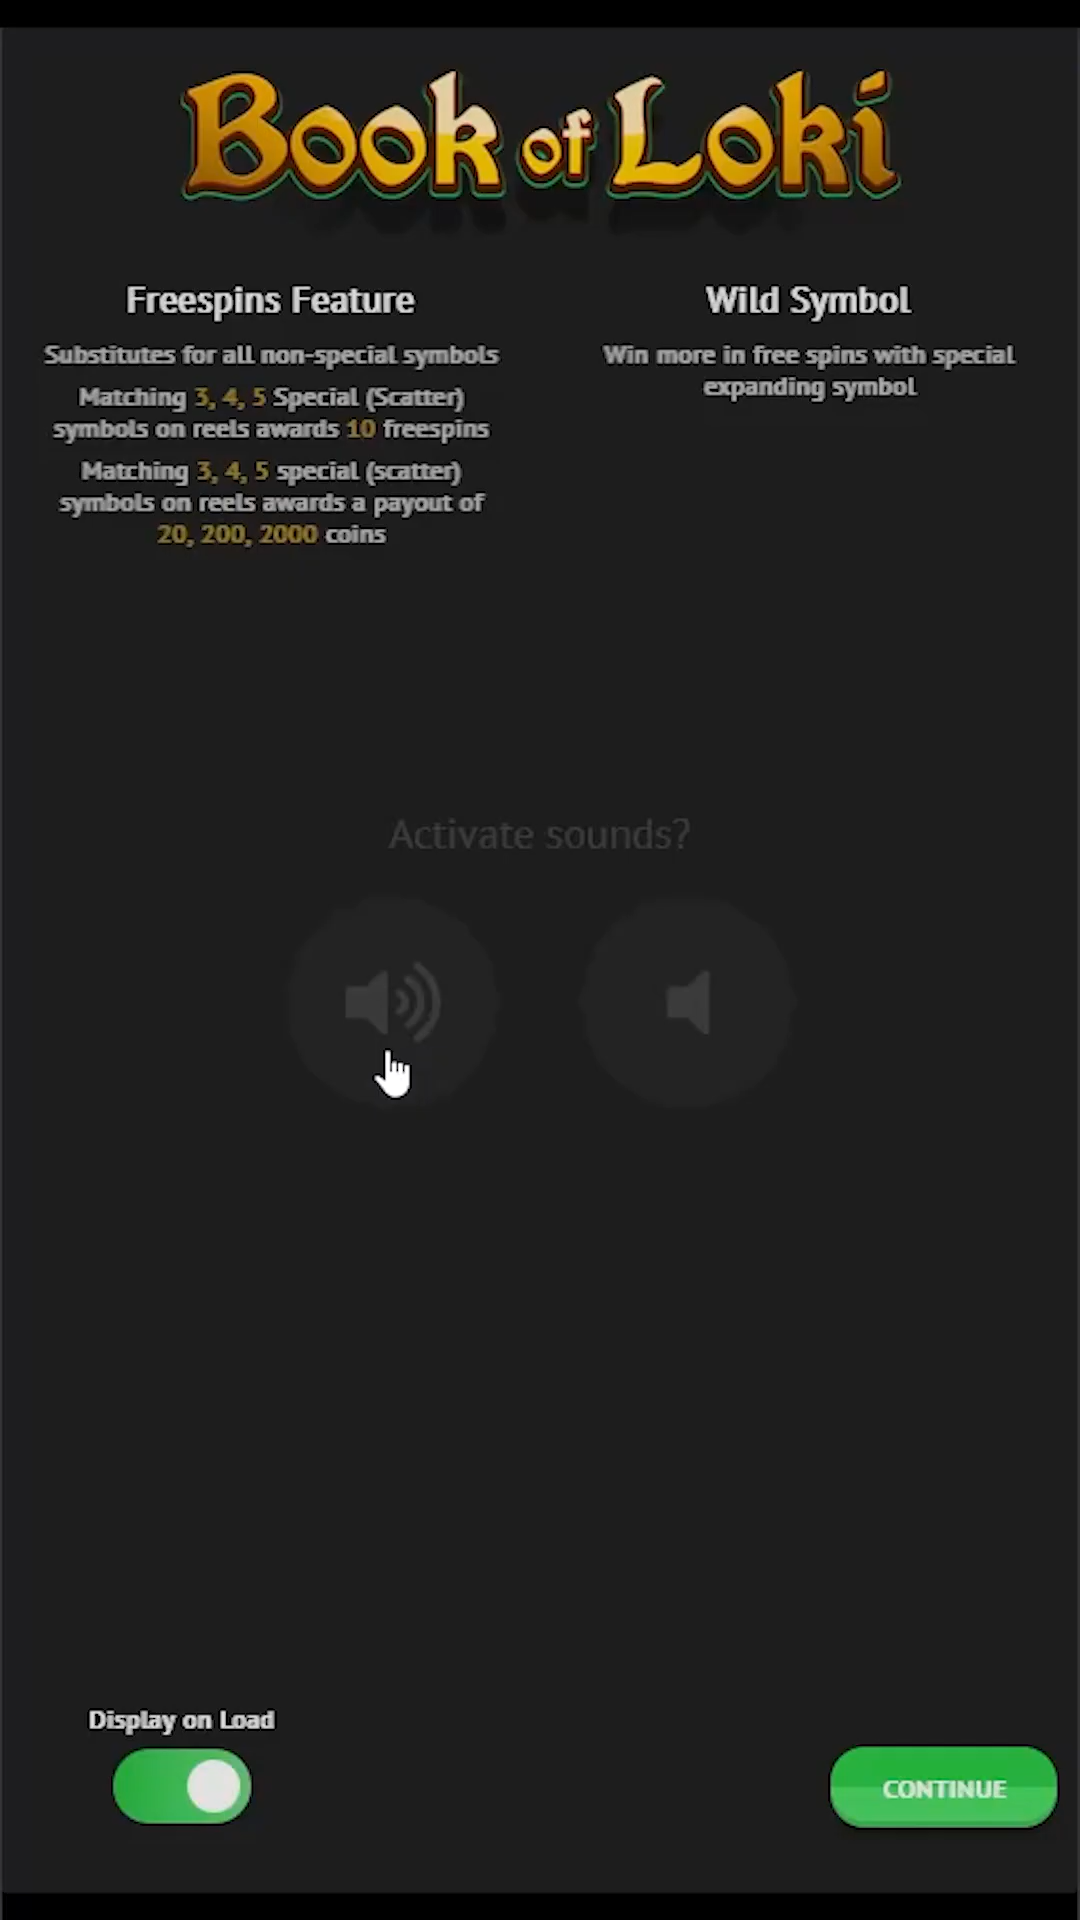 Book of Loki
Freespins Feature
Substitutes for all non-special symbols
Matching 3, 4, 5 Special (Scatter)
symbols on reels awards 10 freespins
Matching 3, 4, 5 special (scatter)
symbols on reels awards a payout of
20, 200, 2000 coins
Wild Symbol
Win more in free spins with special
expanding symbol
Activate sounds?
Display on Load
CONTINUE